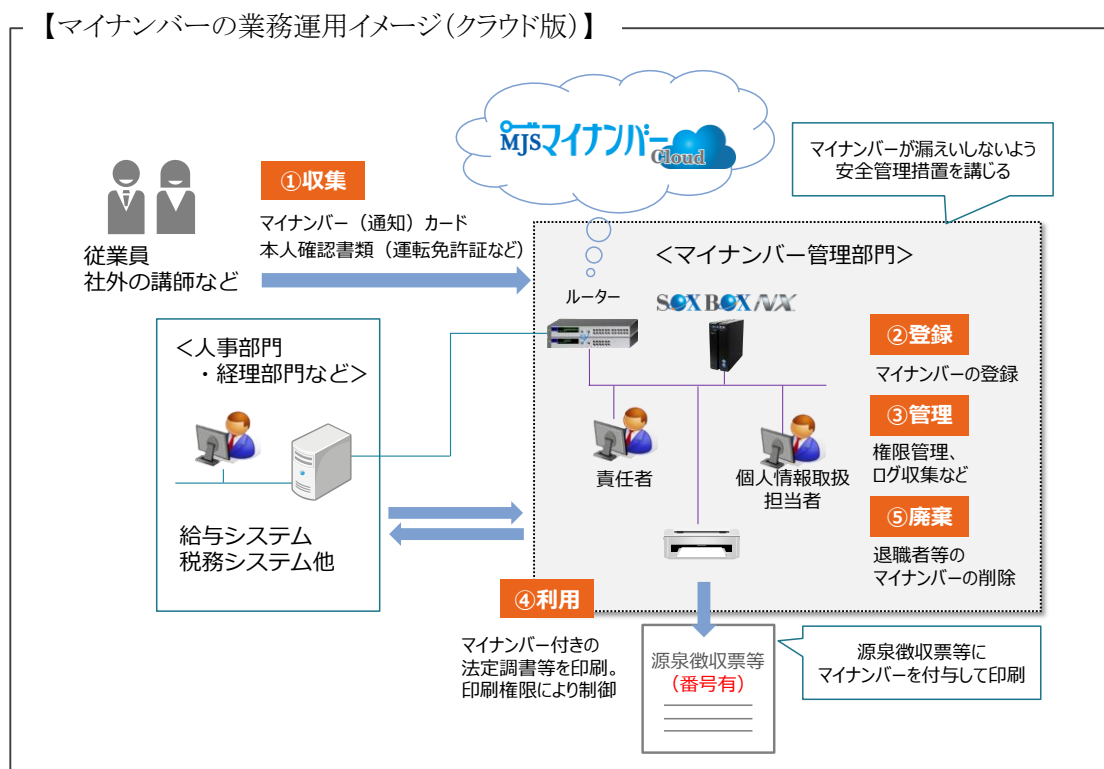 【マイナンバーの業務運用イメージ(クラウド版)】
MJSマイナンバー
Cloud
マイナンバーが漏えいしないよう
安全管理措置を講じる
①収集
マイナンバー（通知）カード
本人確認書類（運転免許証など）
従業員
社外の講師など
＜マイナンバー管理部門＞
ルーター
SOXBOX NX
＜人事部門
・経理部門など＞
②登録
マイナンバーの登録
③管理
権限管理、
ログ収集など
責任者
個人情報取扱
担当者
⑤廃棄
退職者等の
マイナンバーの削除
給与システム
税務システム他
④利用
マイナンバー付きの
法定調書等を印刷。
印刷権限により制御
源泉徴収票等
（番号有）
源泉徴収票等に
マイナンバーを付与して印刷